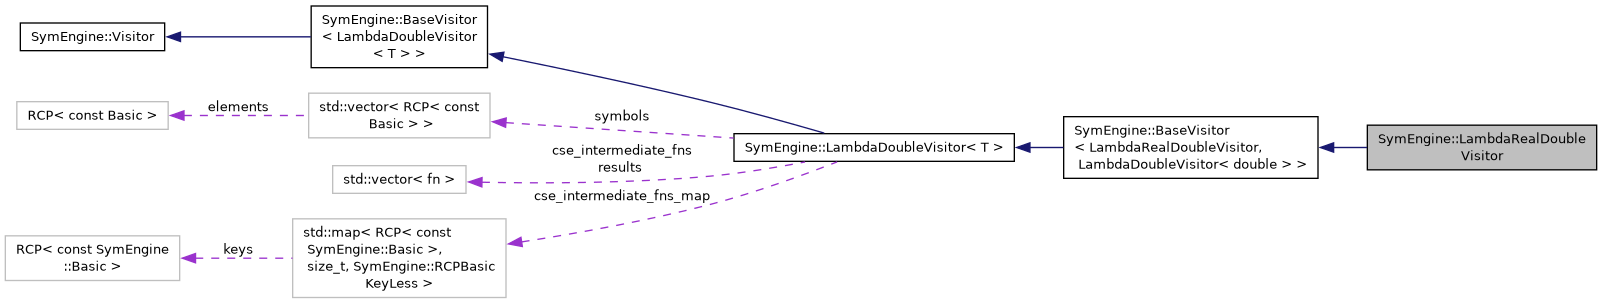 SymEngine::Visitor
SymEngine::BaseVisitor
< LambdaDoubleVisitor
< T > >
RCP< const Basic >
elements
std::vector< RCP< const
Basic > >
symbols
cse_intermediate_fns
results
std::vector< fn >
cse_intermediate_fns_map
RCP< const SymEngine
::Basic >
keys
std::map< RCP< const
SymEngine::Basic >,
size_t, SymEngine::RCPBasic
KeyLess >
SymEngine::LambdaDoubleVisitor< T >
SymEngine::BaseVisitor
< LambdaRealDoubleVisitor,
LambdaDoubleVisitor< double > >
SymEngine::LambdaRealDouble
Visitor